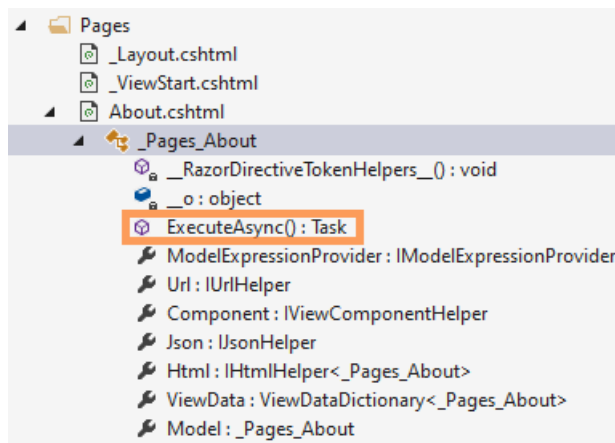 Pages
_Layout.cshtml
_ViewStart.cshtml
About.cshtml
_Pages_About
__RazorDirectiveTokenHelpers__() : void
__o : object
ExecuteAsync() : Task
ModelExpressionProvider : IModelExpressionProvider
Url : IUrlHelper
Component : IViewComponentHelper
Json : IJsonHelper
Html : IHtmlHelper<_Pages_About>
ViewData : ViewDataDictionary<_Pages_About>
Model : _Pages_About